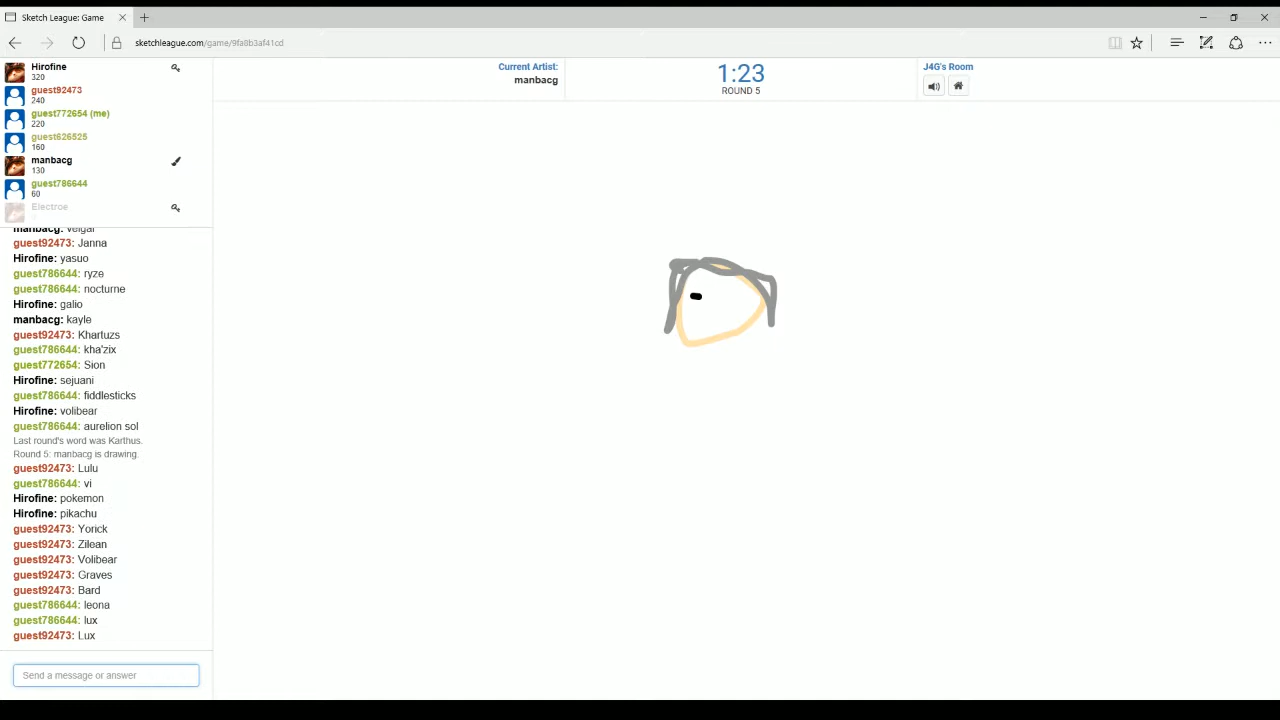 Sketch League: Game
sketchleague.com/game/9fa8b3af41cd
Hirofine
320
guest92473
240
guest772654 (me)
220
guest626525
160
manbacg
130
guest786644
60
Electroe
Current Artist:
manbacg
1:23
ROUND 5
J4G's Room
manbacg: veigar
guest92473: Janna
Hirofine: yasuo
guest786644: ryze
guest786644: nocturne
Hirofine: galio
manbacg: kayle
guest92473: Khartuzs
guest786644: kha'zix
guest772654: Sion
Hirofine: sejuani
guest786644: fiddlesticks
Hirofine: volibear
guest786644: aurelion sol
Last round's word was Karthus.
Round 5: manbacg is drawing.
guest92473: Lulu
guest786644: vi
Hirofine: pokemon
Hirofine: pikachu
guest92473: Yorick
guest92473: Zilean
guest92473: Volibear
guest92473: Graves
guest92473: Bard
guest786644: leona
guest786644: lux
guest92473: Lux
Send a message or answer